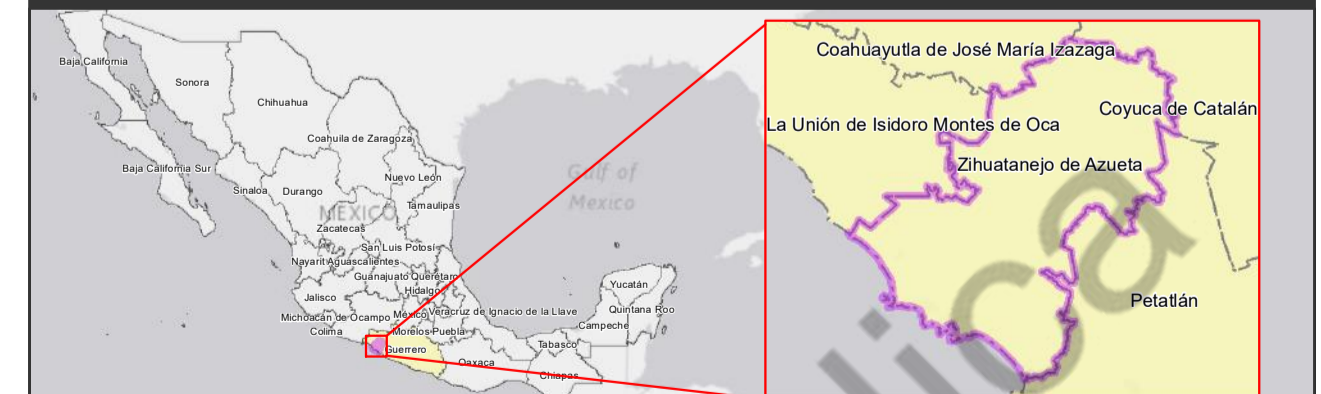 Baja California
Sonora
Chihuahua
Coahuila de Zaragoza
Baja California Sur
Nuevo León
Sinaloa
Durango
Tamaulipas
MÉXICO
Zacatecas
San Luis Potosí
Nayarit
Aguascalientes
Guanajuato
Querétaro
Hidalgo
Jalisco
Michoacán de Ocampo
México
Veracruz de Ignacio de la Llave
Colima
Morelos
Puebla
Guerrero
Oaxaca
Tabasco
Chiapas
Campeche
Yucatán
Quintana Roo
Gulf of
Mexico
Coahuayutla de José María Izazaga
Coyuca de Catalán
La Unión de Isidoro Montes de Oca
Zihuatanejo de Azueta
Petatlán
lica